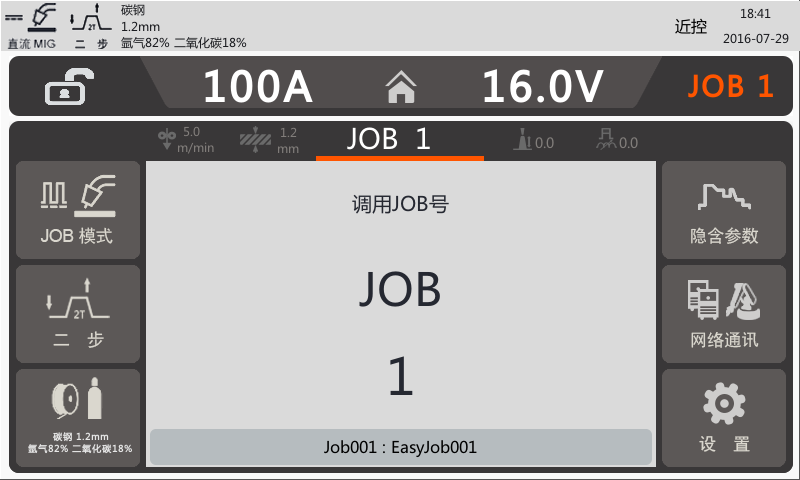 直流 MIG
2T
二 步
碳钢
1.2mm
氩气82% 二氧化碳18%
近控
18:41
2016-07-29
100A
16.0V
JOB 1
5.0
m/min
1.2
mm
JOB 1
0.0
0.0
JOB 模式
2T
二 步
碳钢 1.2mm
氩气82% 二氧化碳18%
调用JOB号
JOB
1
Job001 : EasyJob001
隐含参数
网络通讯
设 置